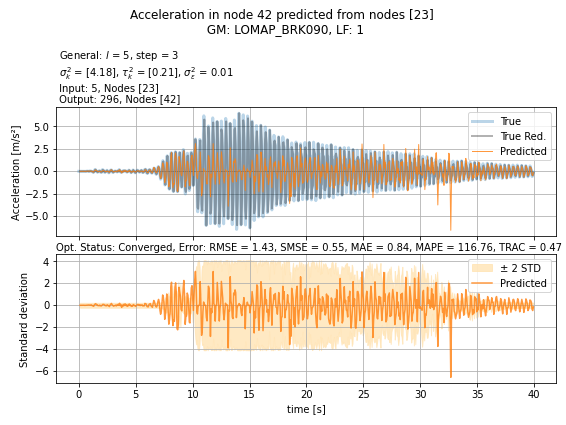 Acceleration in node 42 predicted from nodes [23]
GM: LOMAP_BRK090, LF: 1
General: l = 5, step = 3
σ²ₖ = [4.18], τ²ₖ = [0.21], σ²ε = 0.01
Input: 5, Nodes [23]
Output: 296, Nodes [42]
Acceleration [m/s²]
5.0
2.5
0.0
−2.5
−5.0
True
True Red.
Predicted
Opt. Status: Converged, Error: RMSE = 1.43, SMSE = 0.55, MAE = 0.84, MAPE = 116.76, TRAC = 0.47
Standard deviation
4
2
0
−2
−4
−6
± 2 STD
Predicted
0 5 10 15 20 25 30 35 40
time [s]